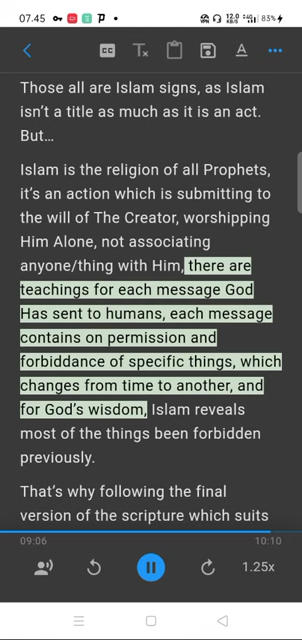 07.45
12.0 KB/S
4G
83%
CC
A
Those all are Islam signs, as Islam
isn't a title as much as it is an act.
But...
Islam is the religion of all Prophets,
it's an action which is submitting to
the will of The Creator, worshipping
Him Alone, not associating
anyone/thing with Him, there are
teachings for each message God
Has sent to humans, each message
contains on permission and
forbiddance of specific things, which
changes from time to another, and
for God's wisdom, Islam reveals
most of the things been forbidden
previously.
That's why following the final
version of the scripture which suits
09:06
10:10
1.25x